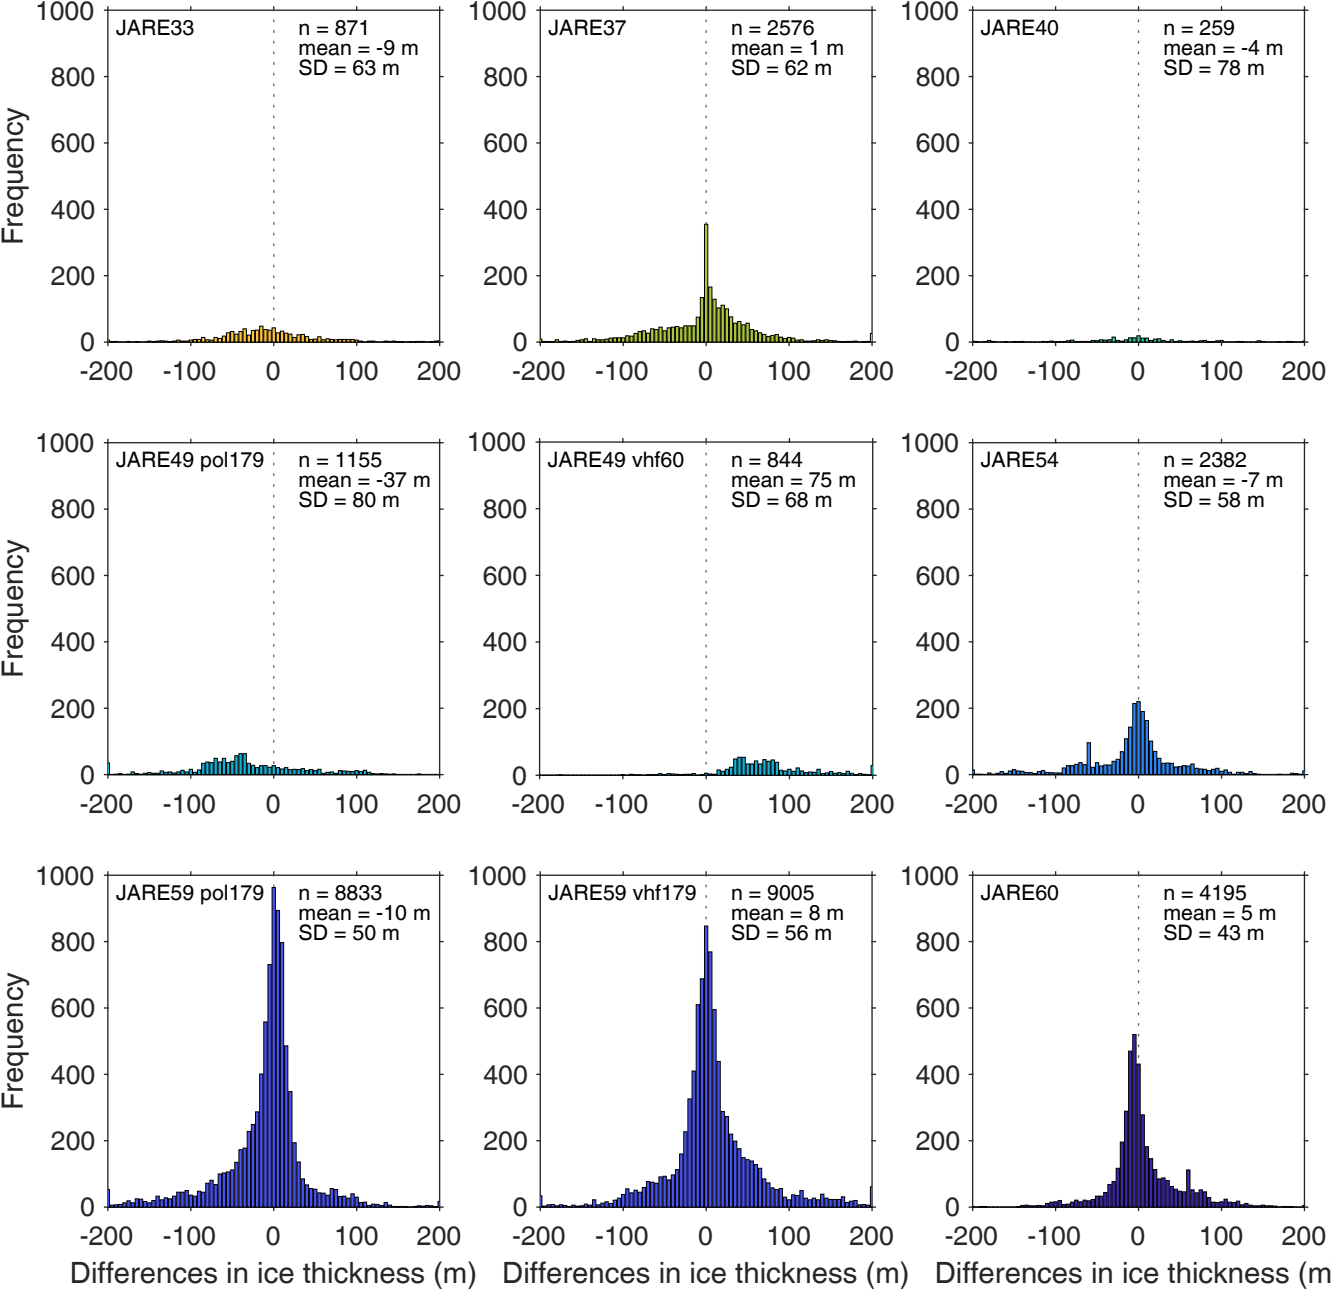 JARE33
n = 871
mean = -9 m
SD = 63 m
1000
800
600
400
200
0
Frequency
-200 -100 0 100 200
JARE37
n = 2576
mean = 1 m
SD = 62 m
1000
800
600
400
200
0
-200 -100 0 100 200
JARE40
n = 259
mean = -4 m
SD = 78 m
1000
800
600
400
200
0
-200 -100 0 100 200
JARE49 pol179
n = 1155
mean = -37 m
SD = 80 m
1000
800
600
400
200
0
Frequency
-200 -100 0 100 200
JARE49 vhf60
n = 844
mean = 75 m
SD = 68 m
1000
800
600
400
200
0
-200 -100 0 100 200
JARE54
n = 2382
mean = -7 m
SD = 58 m
1000
800
600
400
200
0
-200 -100 0 100 200
JARE59 pol179
n = 8833
mean = -10 m
SD = 50 m
1000
800
600
400
200
0
Frequency
-200 -100 0 100 200
Differences in ice thickness (m)
JARE59 vhf179
n = 9005
mean = 8 m
SD = 56 m
1000
800
600
400
200
0
-200 -100 0 100 200
Differences in ice thickness (m)
JARE60
n = 4195
mean = 5 m
SD = 43 m
1000
800
600
400
200
0
-200 -100 0 100 200
Differences in ice thickness (m